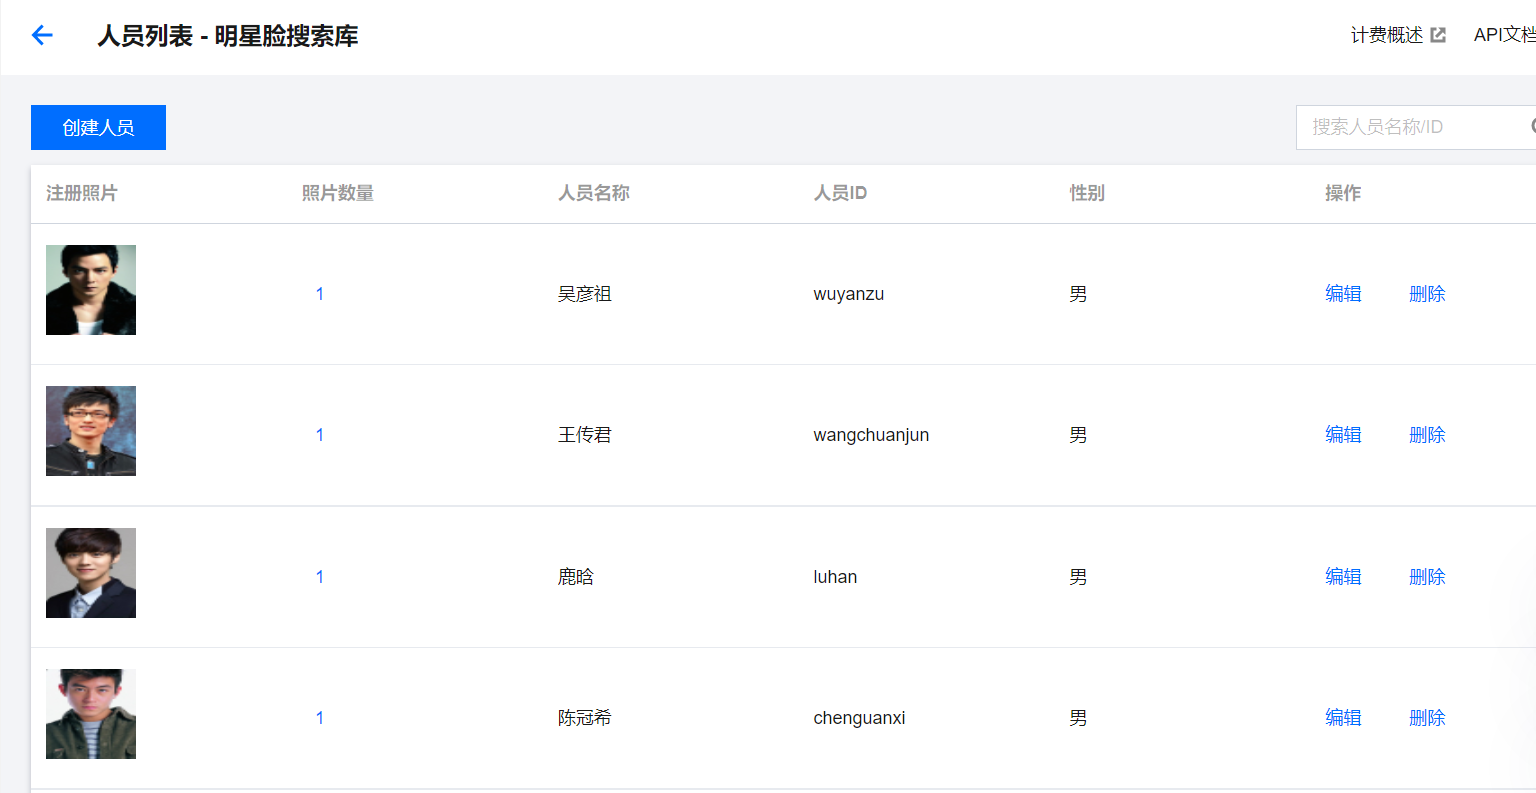 人员列表 - 明星脸搜索库
计费概述 API文档
创建人员
搜索人员名称/ID
注册照片 照片数量 人员名称 人员ID 性别 操作
1 吴彦祖 wuyanzu 男 编辑 删除
1 王传君 wangchuanjun 男 编辑 删除
1 鹿晗 luhan 男 编辑 删除
1 陈冠希 chenguanxi 男 编辑 删除